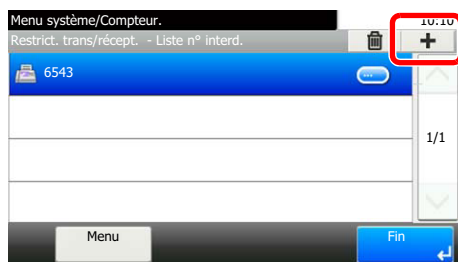 Menu système/Compteur.
10:10
Restrict. trans/récept. - Liste n° interd.
6543
1/1
Menu
Fin